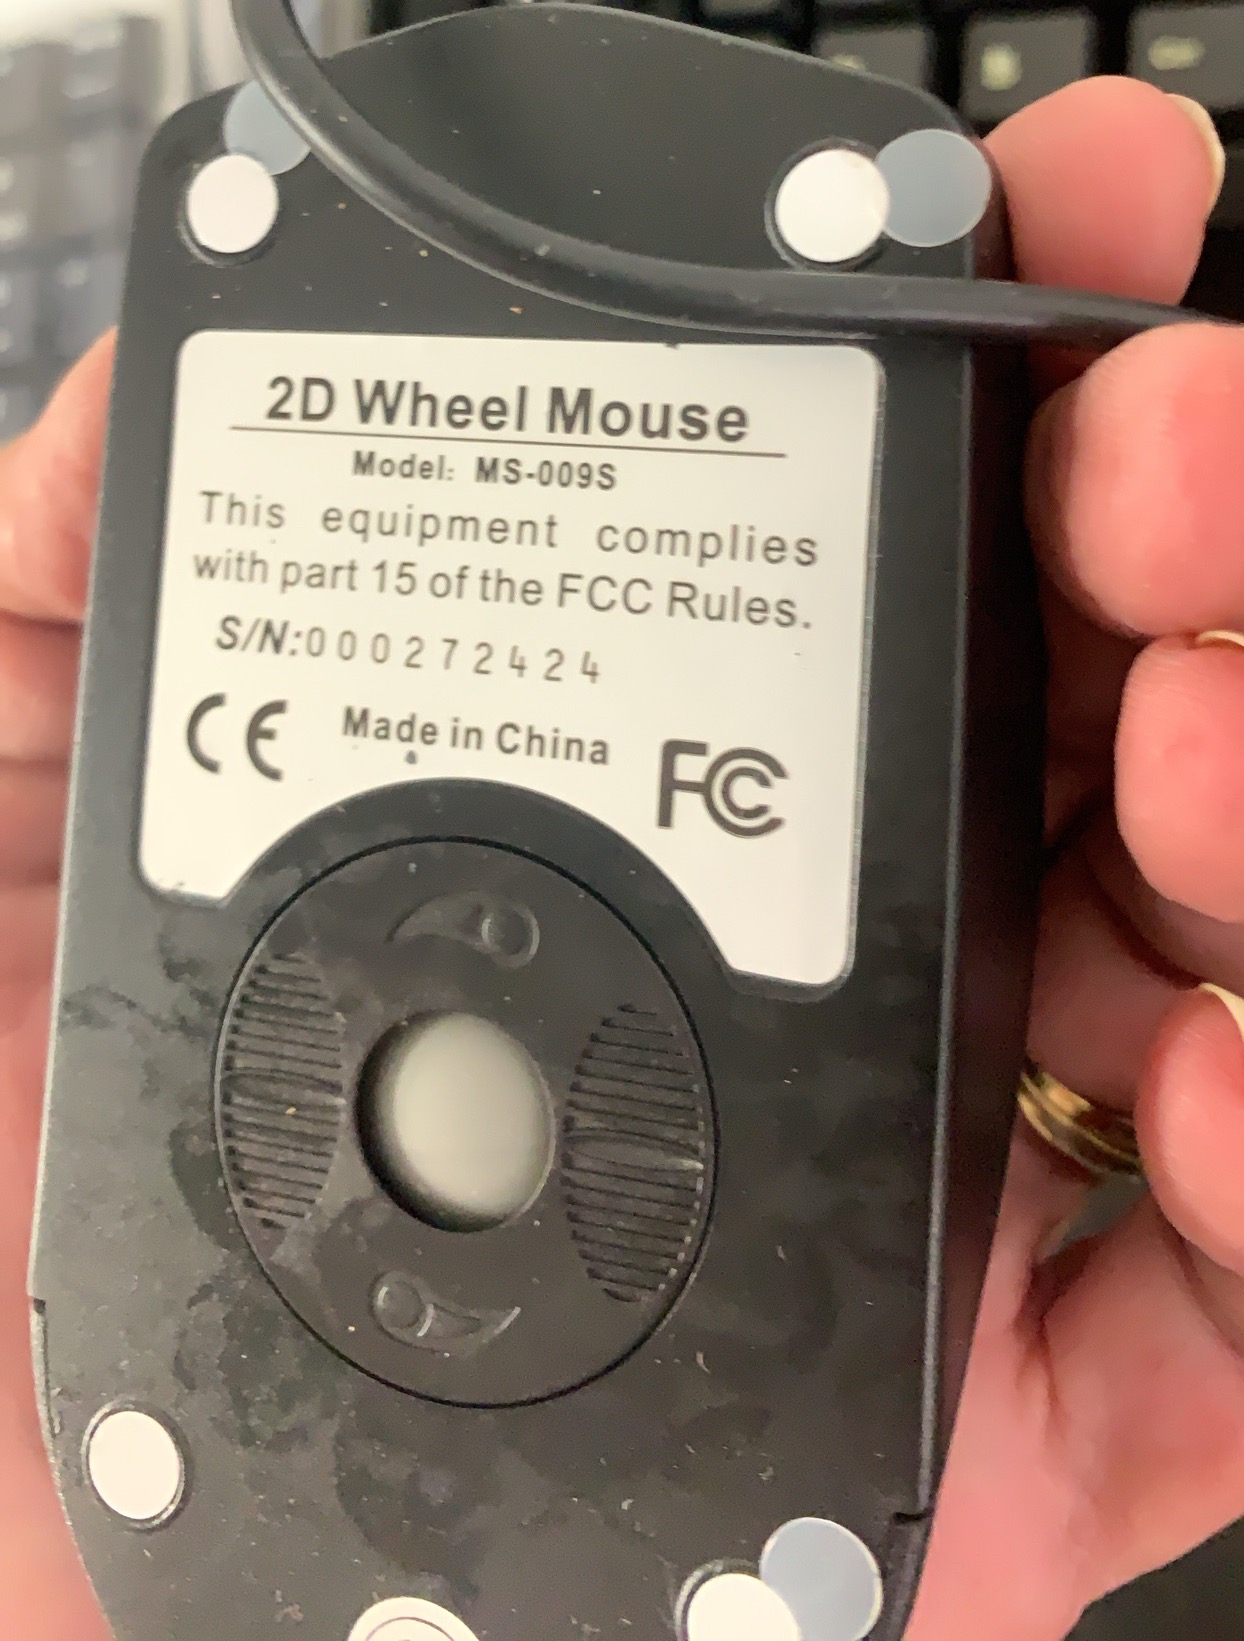 2D Wheel Mouse
Model: MS-009S
This equipment complies
with part 15 of the FCC Rules.
S/N:000272424
CE Made in China FC